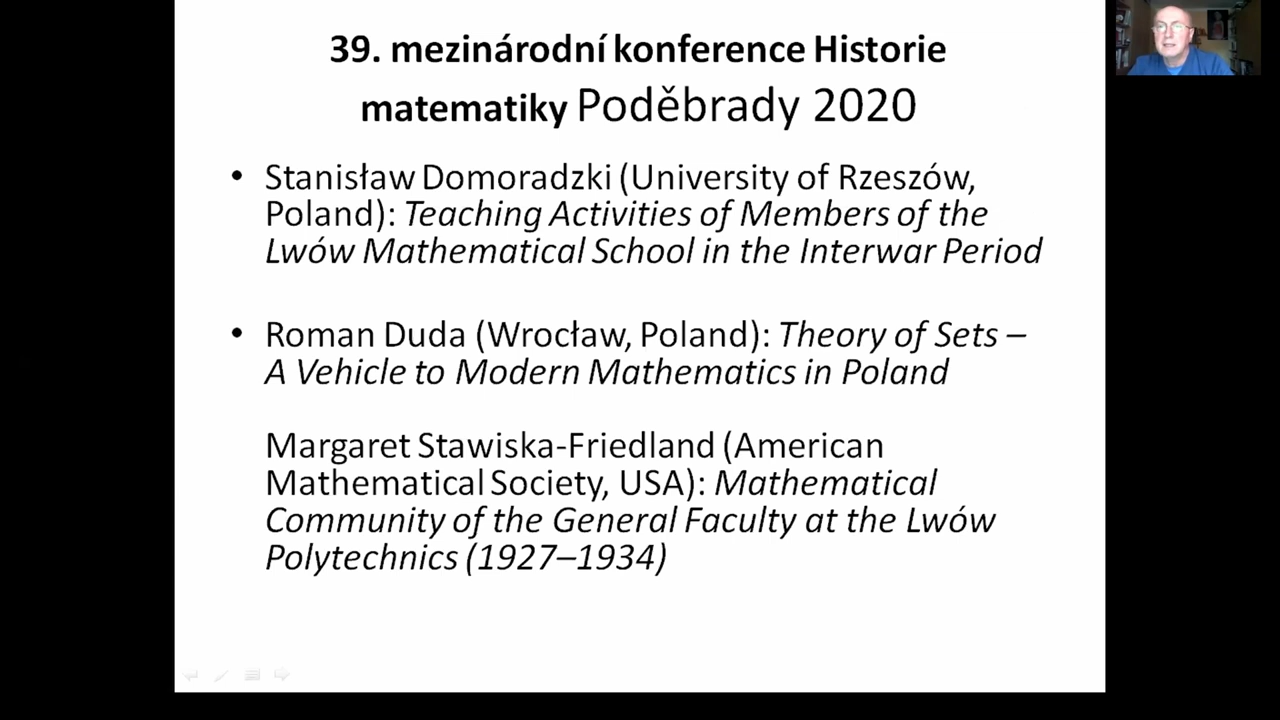 39. mezinárodní konference Historie
matematiky Poděbrady 2020
• Stanisław Domoradzki (University of Rzeszów,
Poland): Teaching Activities of Members of the
Lwów Mathematical School in the Interwar Period
• Roman Duda (Wrocław, Poland): Theory of Sets –
A Vehicle to Modern Mathematics in Poland
Margaret Stawiska-Friedland (American
Mathematical Society, USA): Mathematical
Community of the General Faculty at the Lwów
Polytechnics (1927–1934)